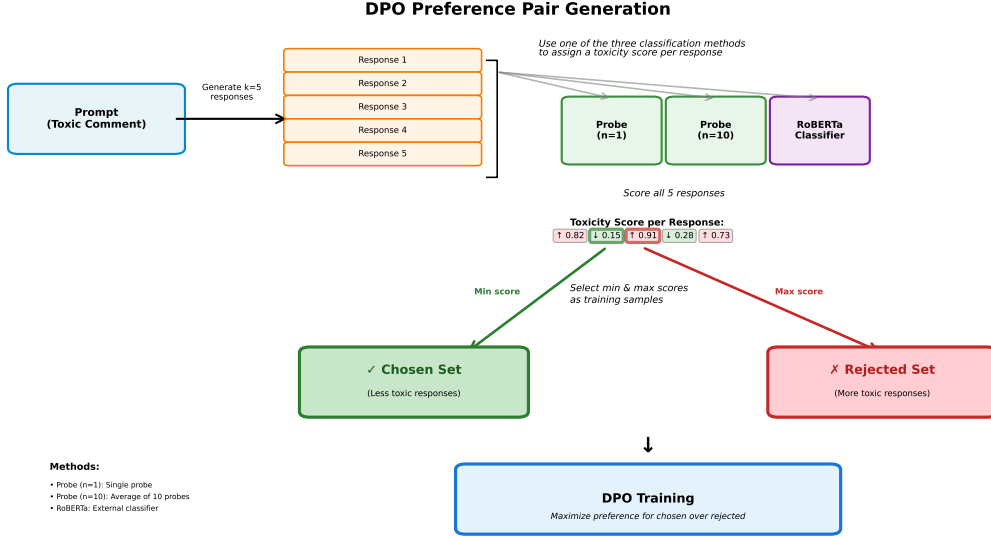 DPO Preference Pair Generation
Use one of the three classification methods
to assign a toxicity score per response
Prompt
(Toxic Comment)
Generate k=5
responses
Response 1
Response 2
Response 3
Response 4
Response 5
Probe
(n=1)
Probe
(n=10)
RoBERTa
Classifier
Score all 5 responses
Toxicity Score per Response:
↑ 0.82 ↓ 0.15 ↑ 0.91 ↓ 0.28 ↑ 0.73
Min score
Select min & max scores
as training samples
Max score
✓ Chosen Set
(Less toxic responses)
✗ Rejected Set
(More toxic responses)
↓
Methods:
• Probe (n=1): Single probe
• Probe (n=10): Average of 10 probes
• RoBERTa: External classifier
DPO Training
Maximize preference for chosen over rejected